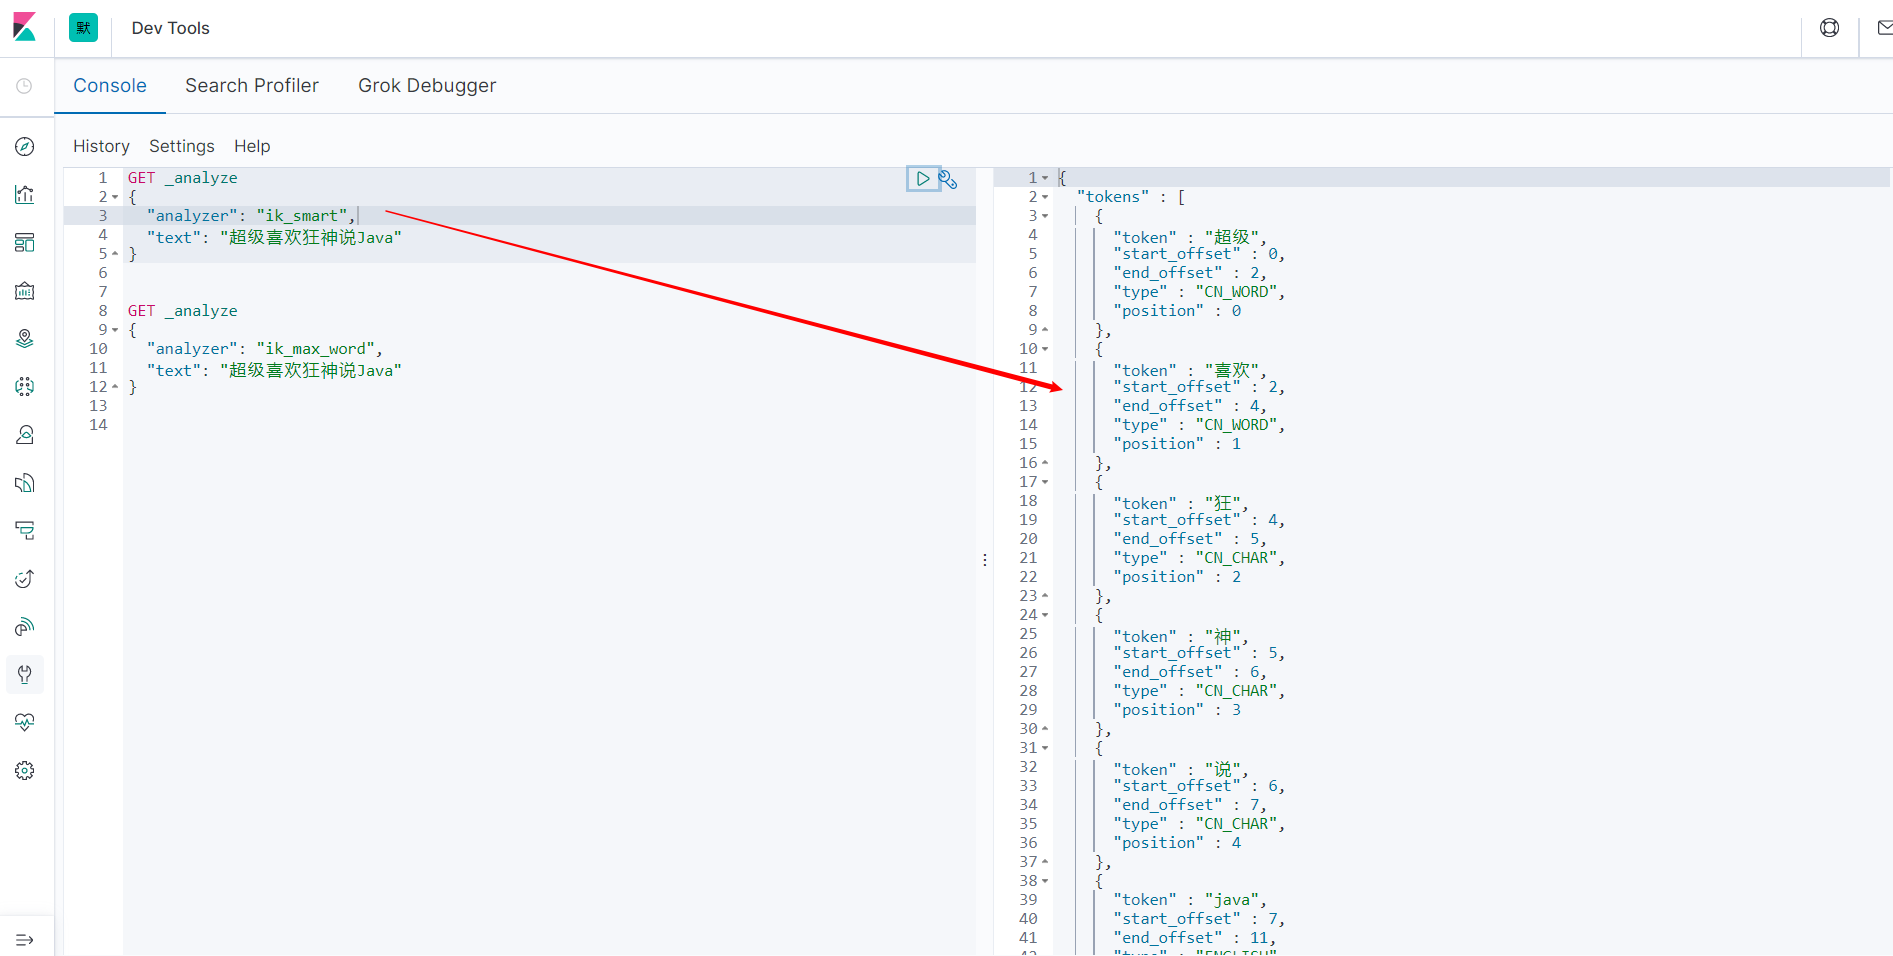 默 Dev Tools
Console Search Profiler Grok Debugger
History Settings Help
1 GET _analyze
2 {
3 "analyzer": "ik_smart",
4 "text": "超级喜欢狂神说Java"
5 }
6
7
8 GET _analyze
9 {
10 "analyzer": "ik_max_word",
11 "text": "超级喜欢狂神说Java"
12 }
13
14
1 {
2 "tokens" : [
3 {
4 "token" : "超级",
5 "start_offset" : 0,
6 "end_offset" : 2,
7 "type" : "CN_WORD",
8 "position" : 0
9 },
10 {
11 "token" : "喜欢",
12 "start_offset" : 2,
13 "end_offset" : 4,
14 "type" : "CN_WORD",
15 "position" : 1
16 },
17 {
18 "token" : "狂",
19 "start_offset" : 4,
20 "end_offset" : 5,
21 "type" : "CN_CHAR",
22 "position" : 2
23 },
24 {
25 "token" : "神",
26 "start_offset" : 5,
27 "end_offset" : 6,
28 "type" : "CN_CHAR",
29 "position" : 3
30 },
31 {
32 "token" : "说",
33 "start_offset" : 6,
34 "end_offset" : 7,
35 "type" : "CN_CHAR",
36 "position" : 4
37 },
38 {
39 "token" : "java",
40 "start_offset" : 7,
41 "end_offset" : 11,
42 "type" : "ENGLISH"